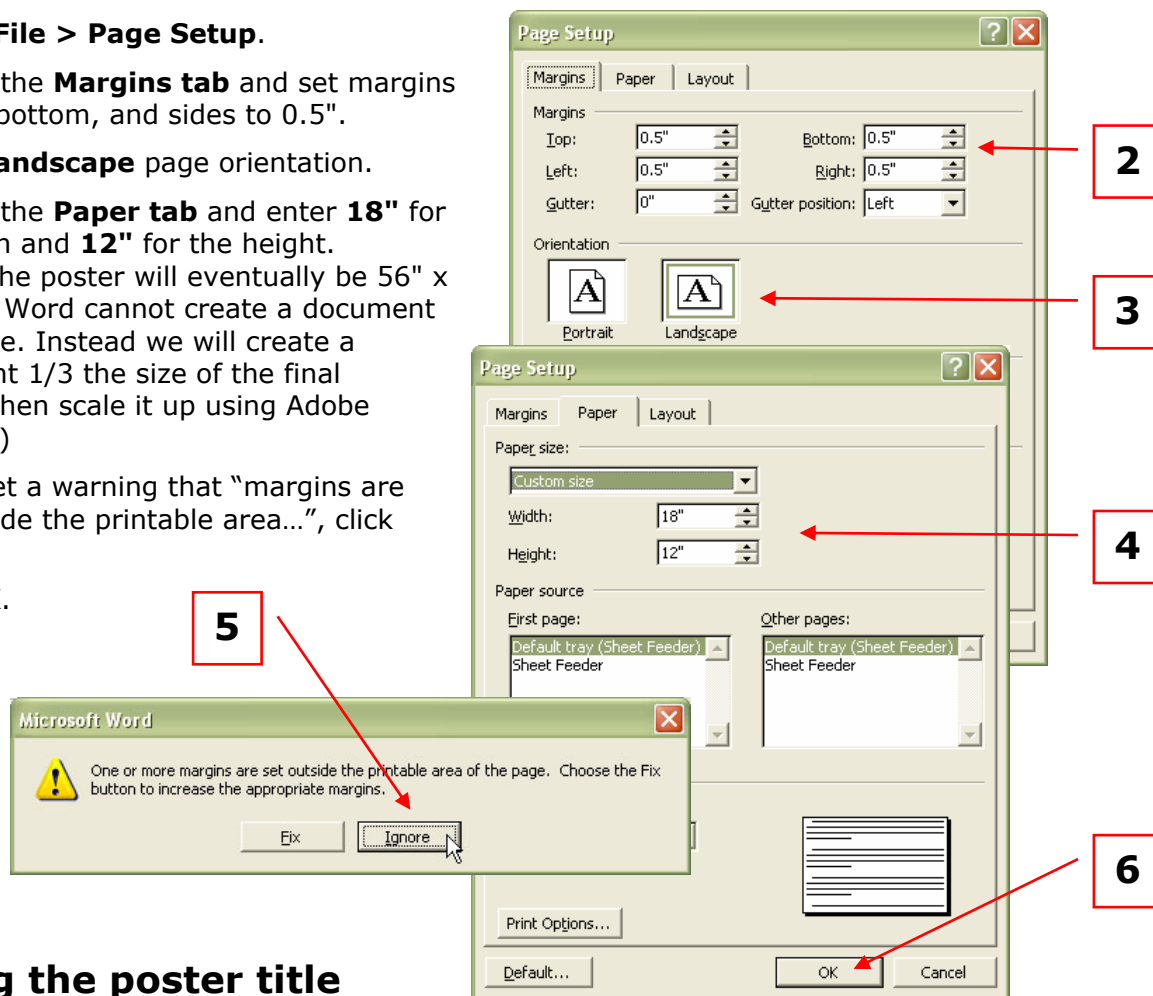 File > Page Setup.
the Margins tab and set margins
bottom, and sides to 0.5".
andscape page orientation.
the Paper tab and enter 18" for
and 12" for the height.
he poster will eventually be 56" x
Word cannot create a document
e. Instead we will create a
nt 1/3 the size of the final
hen scale it up using Adobe
)
et a warning that “margins are
de the printable area…”, click
.
g the poster title
Page Setup
Margins Paper Layout
Margins
Top: 0.5" Bottom: 0.5"
Left: 0.5" Right: 0.5"
Gutter: 0" Gutter position: Left
Orientation
A A
Portrait Landscape
2
3
Page Setup
Margins Paper Layout
Paper size:
Custom size
Width: 18"
Height: 12"
Paper source
First page: Other pages:
Default tray (Sheet Feeder) Default tray (Sheet Feeder)
Sheet Feeder Sheet Feeder
Print Options...
Default... OK Cancel
4
5
Microsoft Word
One or more margins are set outside the printable area of the page. Choose the Fix
button to increase the appropriate margins.
Fix Ignore
6